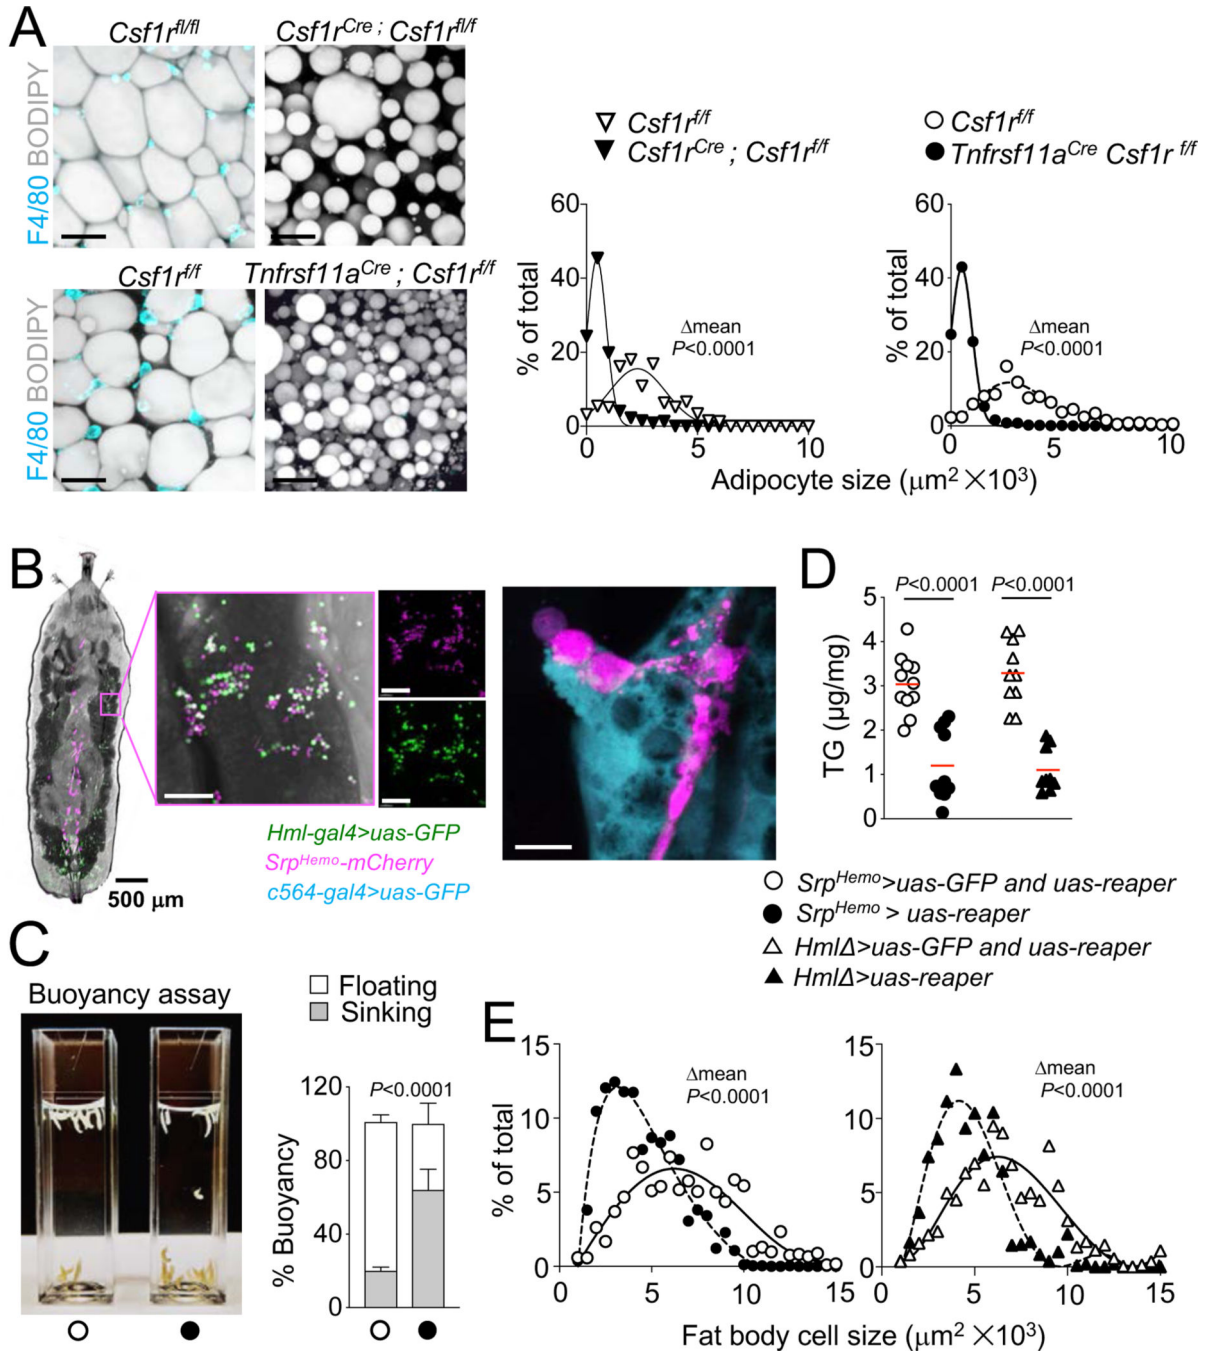 A
Csf1r^fl/fl
Csf1r^Cre ; Csf1r^fl/f
F4/80 BODIPY
Csf1r^f/f
Tnfrsf11a^Cre ; Csf1r^f/f
F4/80 BODIPY
Csf1r^f/f
Csf1r^Cre ; Csf1r^f/f
Csf1r^f/f
Tnfrsf11a^Cre Csf1r ^f/f
% of total
60
40
20
0
0
5
10
Δmean
P<0.0001
% of total
60
40
20
0
0
5
10
Δmean
P<0.0001
Adipocyte size (μm² ×10³)
B
500 μm
Hml-gal4>uas-GFP
Srp^Hemo-mCherry
c564-gal4>uas-GFP
D
P<0.0001
P<0.0001
TG (μg/mg)
5
4
3
2
1
0
Srp^Hemo>uas-GFP and uas-reaper
Srp^Hemo > uas-reaper
HmlΔ>uas-GFP and uas-reaper
HmlΔ>uas-reaper
C
Buoyancy assay
Floating
Sinking
% Buoyancy
120
80
40
0
P<0.0001
E
% of total
15
10
5
0
0
5
10
15
Δmean
P<0.0001
15
10
5
0
0
5
10
15
Δmean
P<0.0001
Fat body cell size (μm² ×10³)